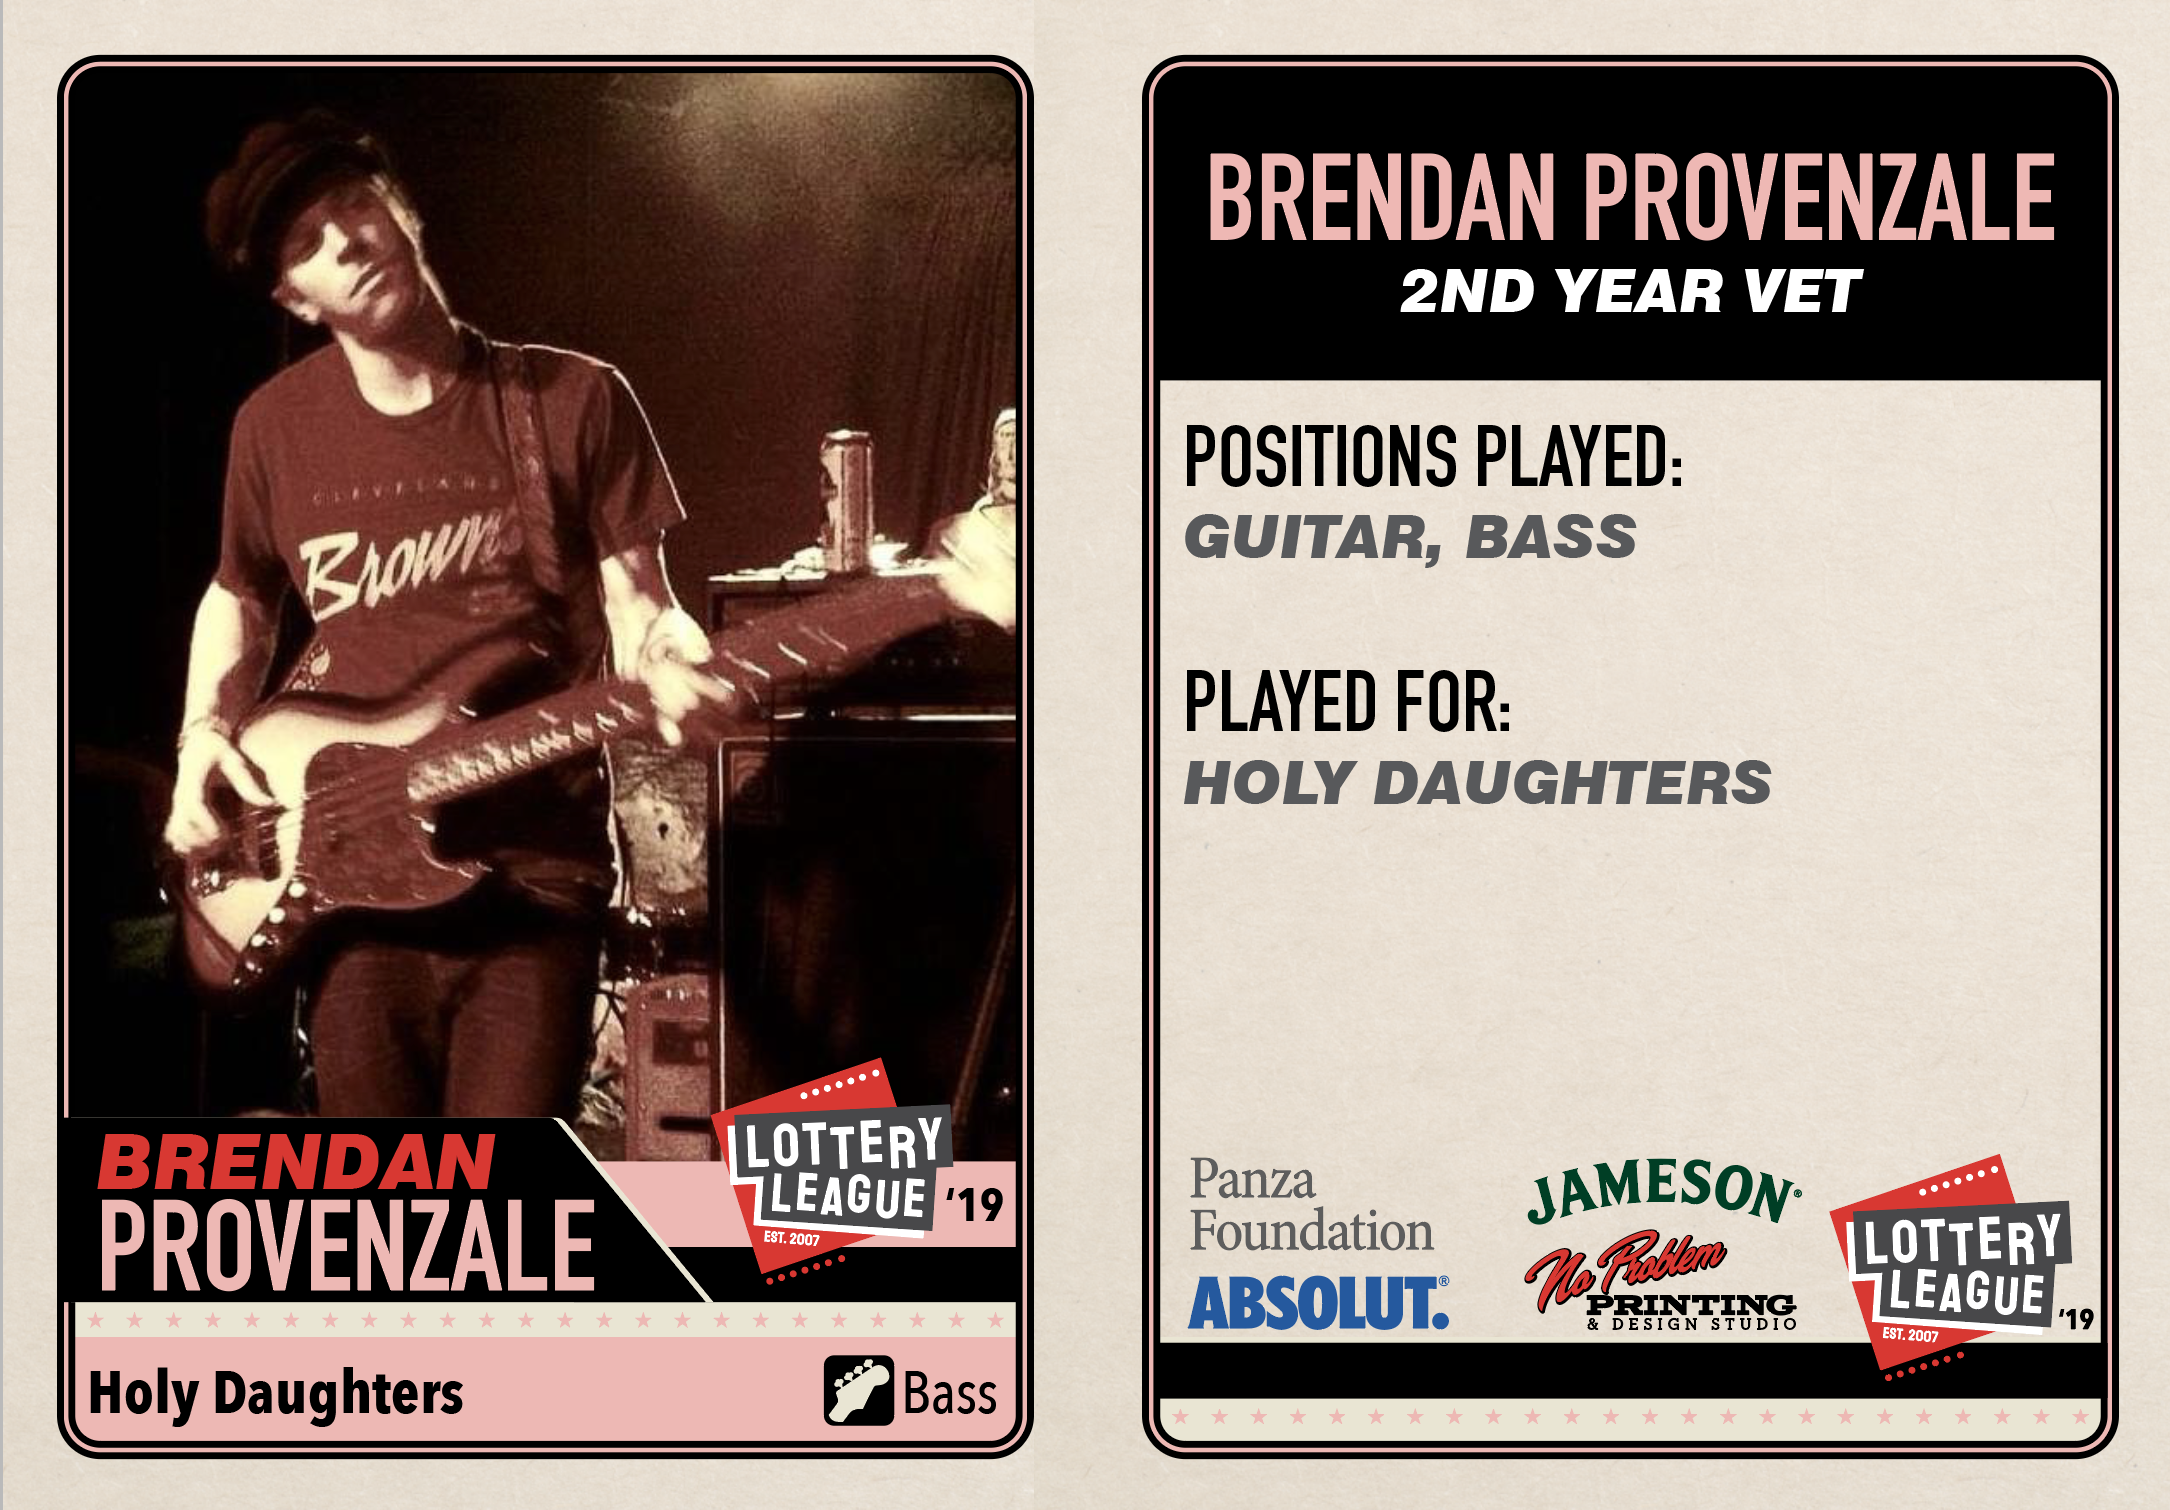 CLEVELAND
Browns
BRENDAN
PROVENZALE
LOTTERY
LEAGUE
EST. 2007
'19
Holy Daughters
Bass
BRENDAN PROVENZALE
2ND YEAR VET
POSITIONS PLAYED:
GUITAR, BASS
PLAYED FOR:
HOLY DAUGHTERS
Panza
Foundation
ABSOLUT.®
JAMESON®
No Problem
PRINTING
& DESIGN STUDIO
LOTTERY
LEAGUE
EST. 2007
'19